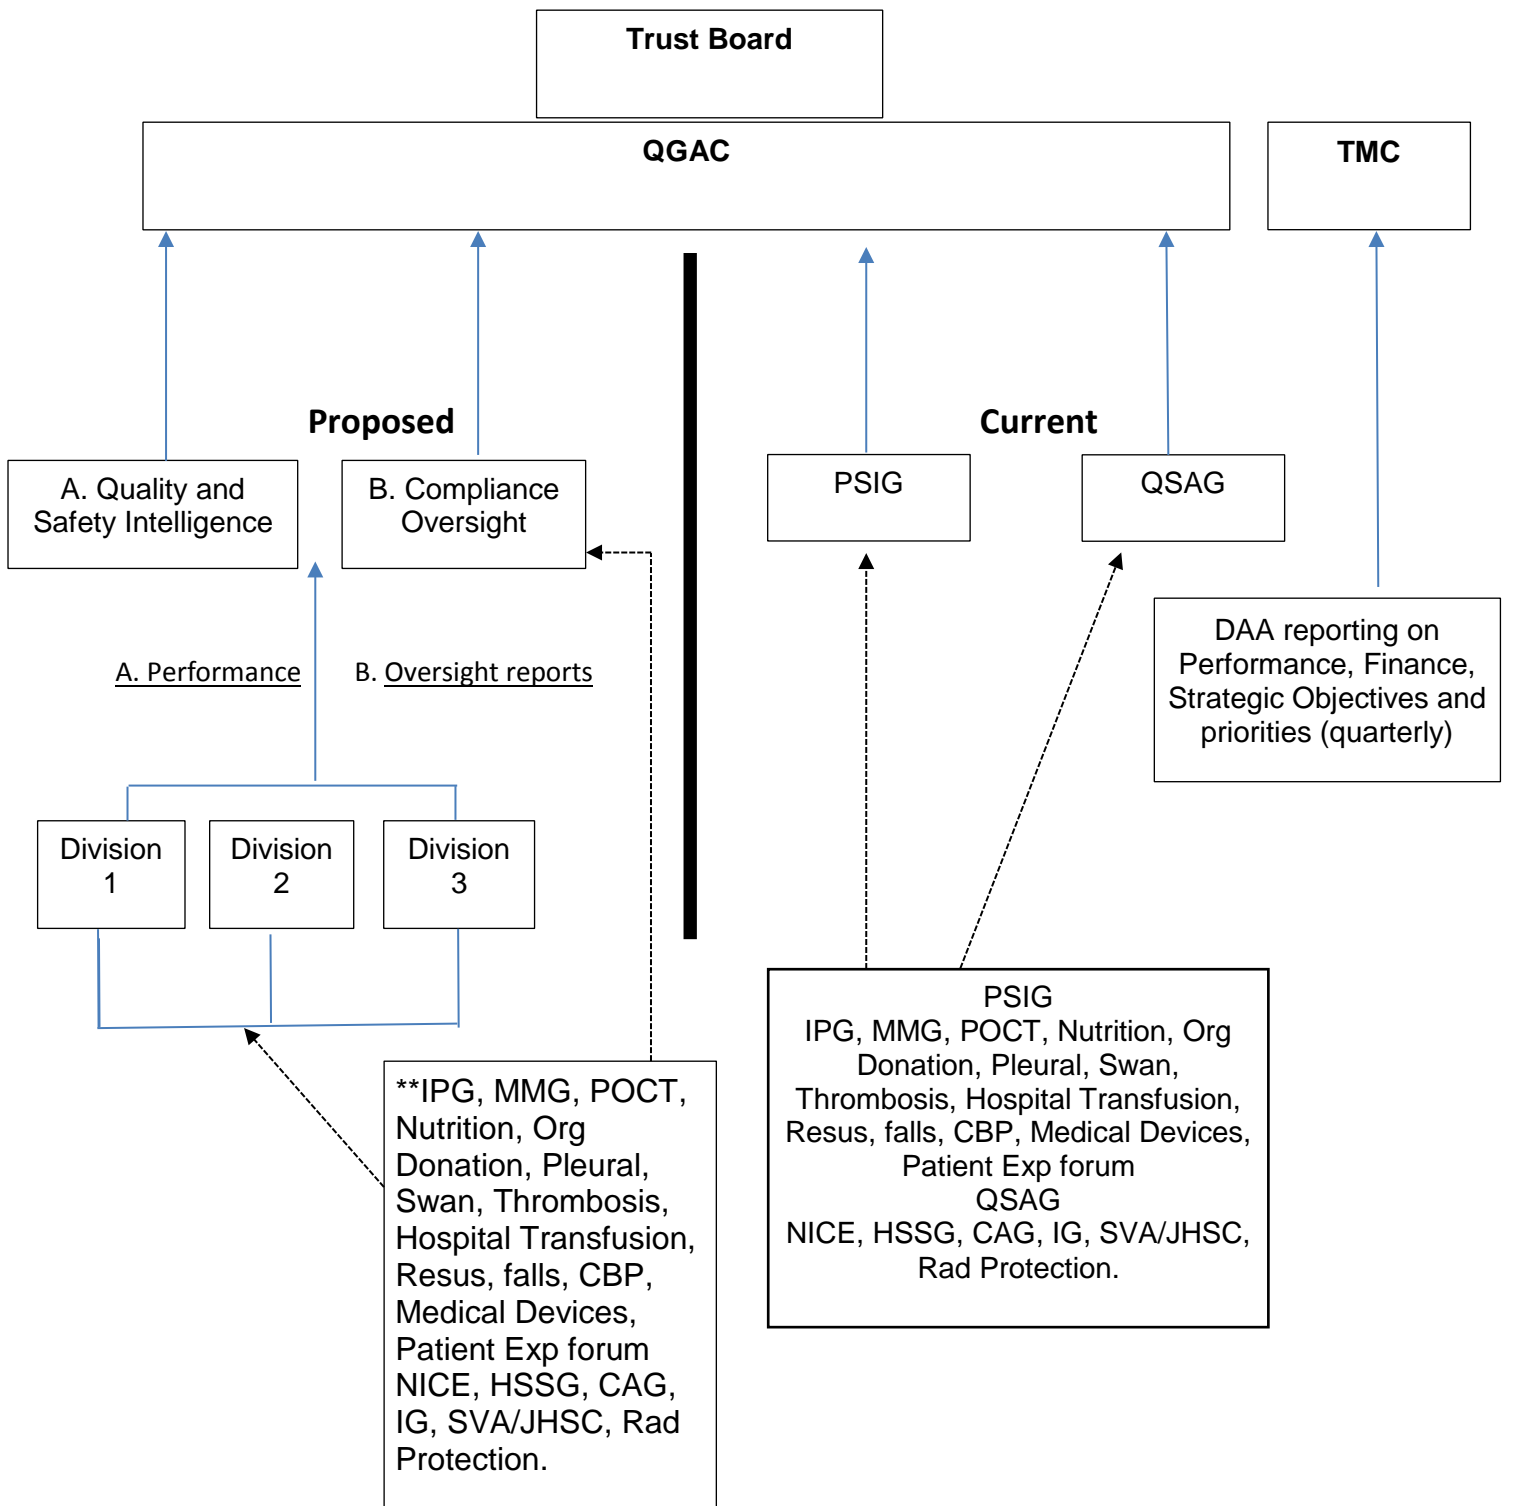 Trust Board
QGAC
TMC
Proposed
Current
A. Quality and
Safety Intelligence
B. Compliance
Oversight
PSIG
QSAG
DAA reporting on
Performance, Finance,
Strategic Objectives and
priorities (quarterly)
A. Performance
B. Oversight reports
Division
1
Division
2
Division
3
**IPG, MMG, POCT,
Nutrition, Org
Donation, Pleural,
Swan, Thrombosis,
Hospital Transfusion,
Resus, falls, CBP,
Medical Devices,
Patient Exp forum
NICE, HSSG, CAG,
IG, SVA/JHSC, Rad
Protection.
PSIG
IPG, MMG, POCT, Nutrition, Org
Donation, Pleural, Swan,
Thrombosis, Hospital Transfusion,
Resus, falls, CBP, Medical Devices,
Patient Exp forum
QSAG
NICE, HSSG, CAG, IG, SVA/JHSC,
Rad Protection.